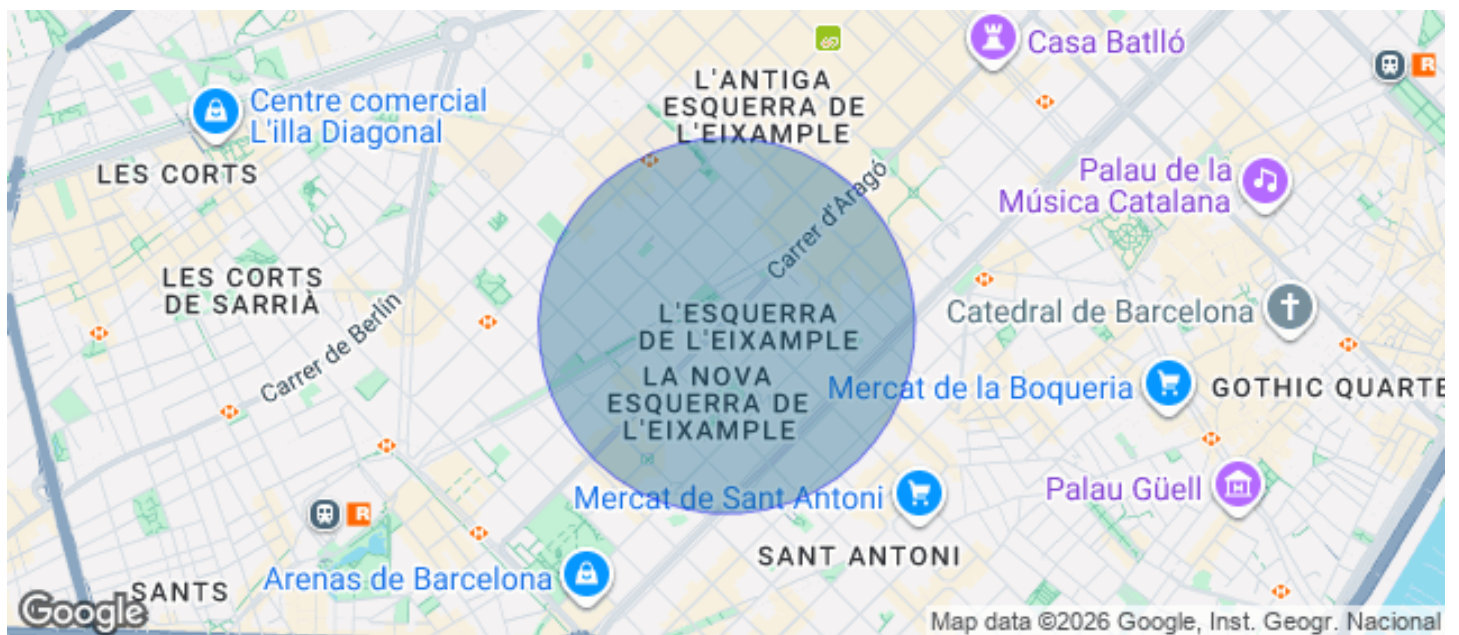 Casa Batlló
L'ANTIGA
ESQUERRA DE
L'EIXAMPLE
R
Centre comercial
L'illa Diagonal
LES CORTS
Palau de la
Música Catalana
Carrer d'Aragó
LES CORTS
DE SARRIÀ
Carrer de Berlín
L'ESQUERRA
DE L'EIXAMPLE
Catedral de Barcelona
LA NOVA
ESQUERRA DE
L'EIXAMPLE
Mercat de la Boqueria
GOTHIC QUARTE
Mercat de Sant Antoni
Palau Güell
R
SANT ANTONI
Arenas de Barcelona
SANTS
Google
Map data ©2026 Google, Inst. Geogr. Nacional